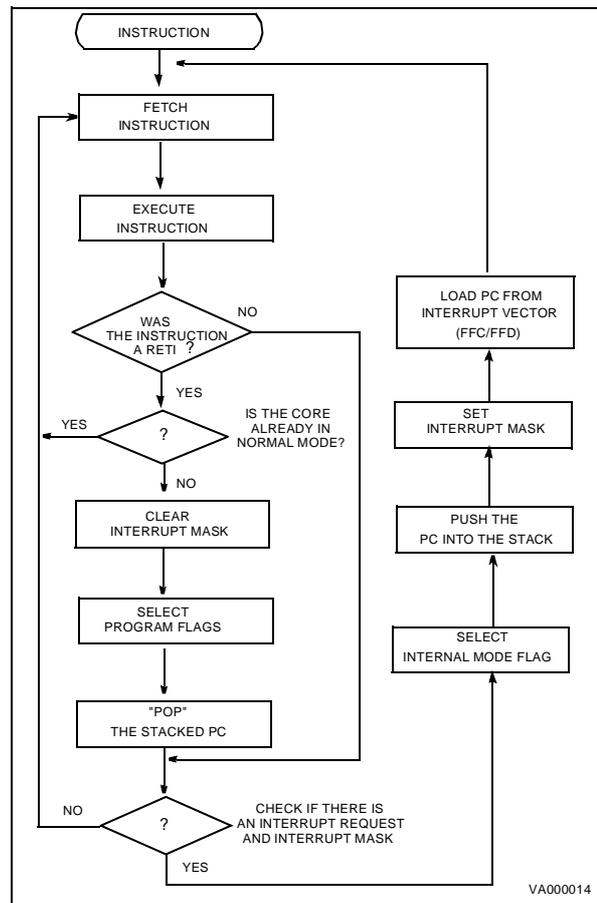 INSTRUCTION
FETCH
INSTRUCTION
EXECUTE
INSTRUCTION
WAS
THE INSTRUCTION
A RETI ?
NO
YES
YES
?
IS THE CORE
ALREADY IN
NORMAL MODE?
NO
CLEAR
INTERRUPT MASK
SELECT
PROGRAM FLAGS
"POP"
THE STACKED PC
NO
?
CHECK IF THERE IS
AN INTERRUPT REQUEST
AND INTERRUPT MASK
YES
LOAD PC FROM
INTERRUPT VECTOR
(FFC/FFD)
SET
INTERRUPT MASK
PUSH THE
PC INTO THE STACK
SELECT
INTERNAL MODE FLAG
VA000014